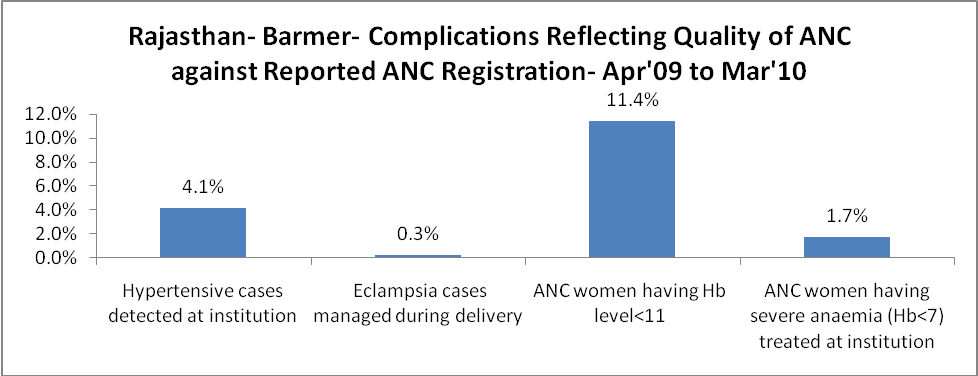 Rajasthan- Barmer- Complications Reflecting Quality of ANC
against Reported ANC Registration- Apr'09 to Mar'10
12.0%
10.0%
8.0%
6.0%
4.0%
2.0%
0.0%
4.1%
0.3%
11.4%
1.7%
Hypertensive cases
detected at institution
Eclampsia cases
managed during delivery
ANC women having Hb
level<11
ANC women having
severe anaemia (Hb<7)
treated at institution